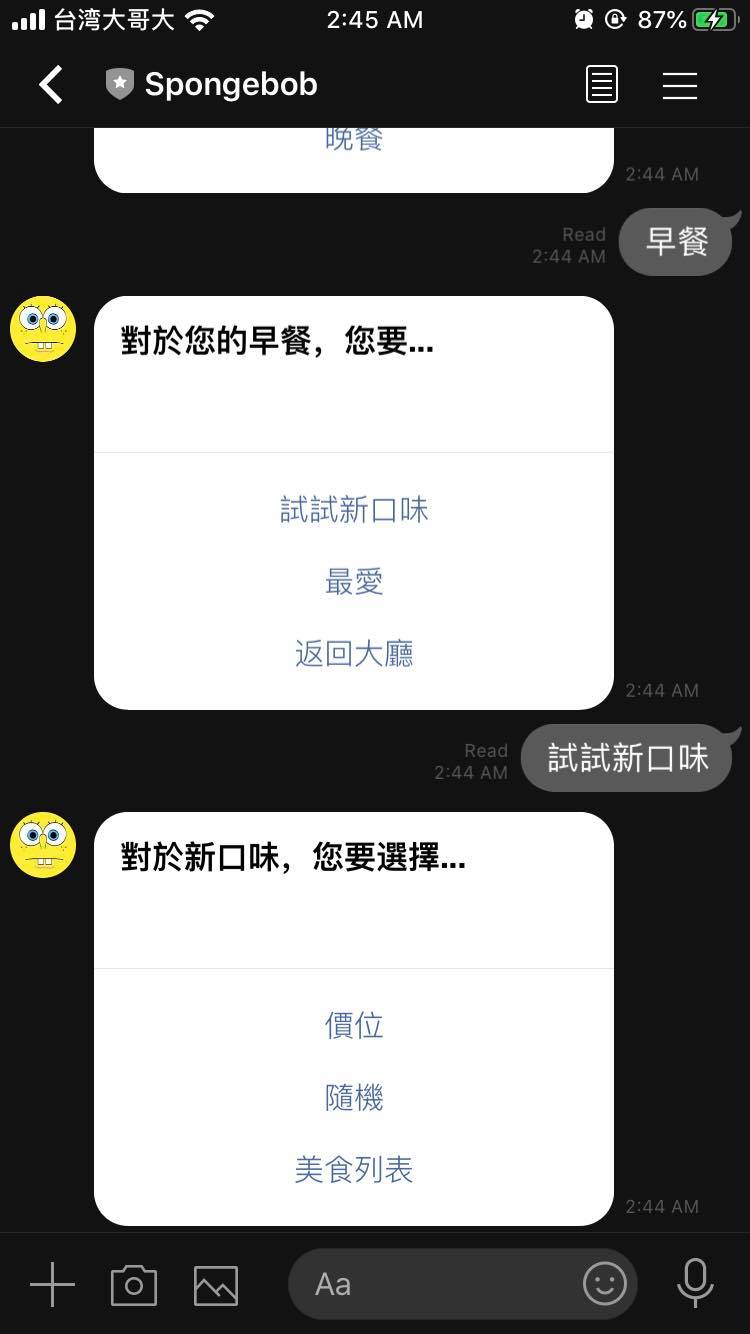 台湾大哥大 2:45 AM 87%
Spongebob
晚餐
2:44 AM
Read
2:44 AM
早餐
對於您的早餐，您要...
試試新口味
最愛
返回大廳
2:44 AM
Read
2:44 AM
試試新口味
對於新口味，您要選擇...
價位
隨機
美食列表
2:44 AM
Aa